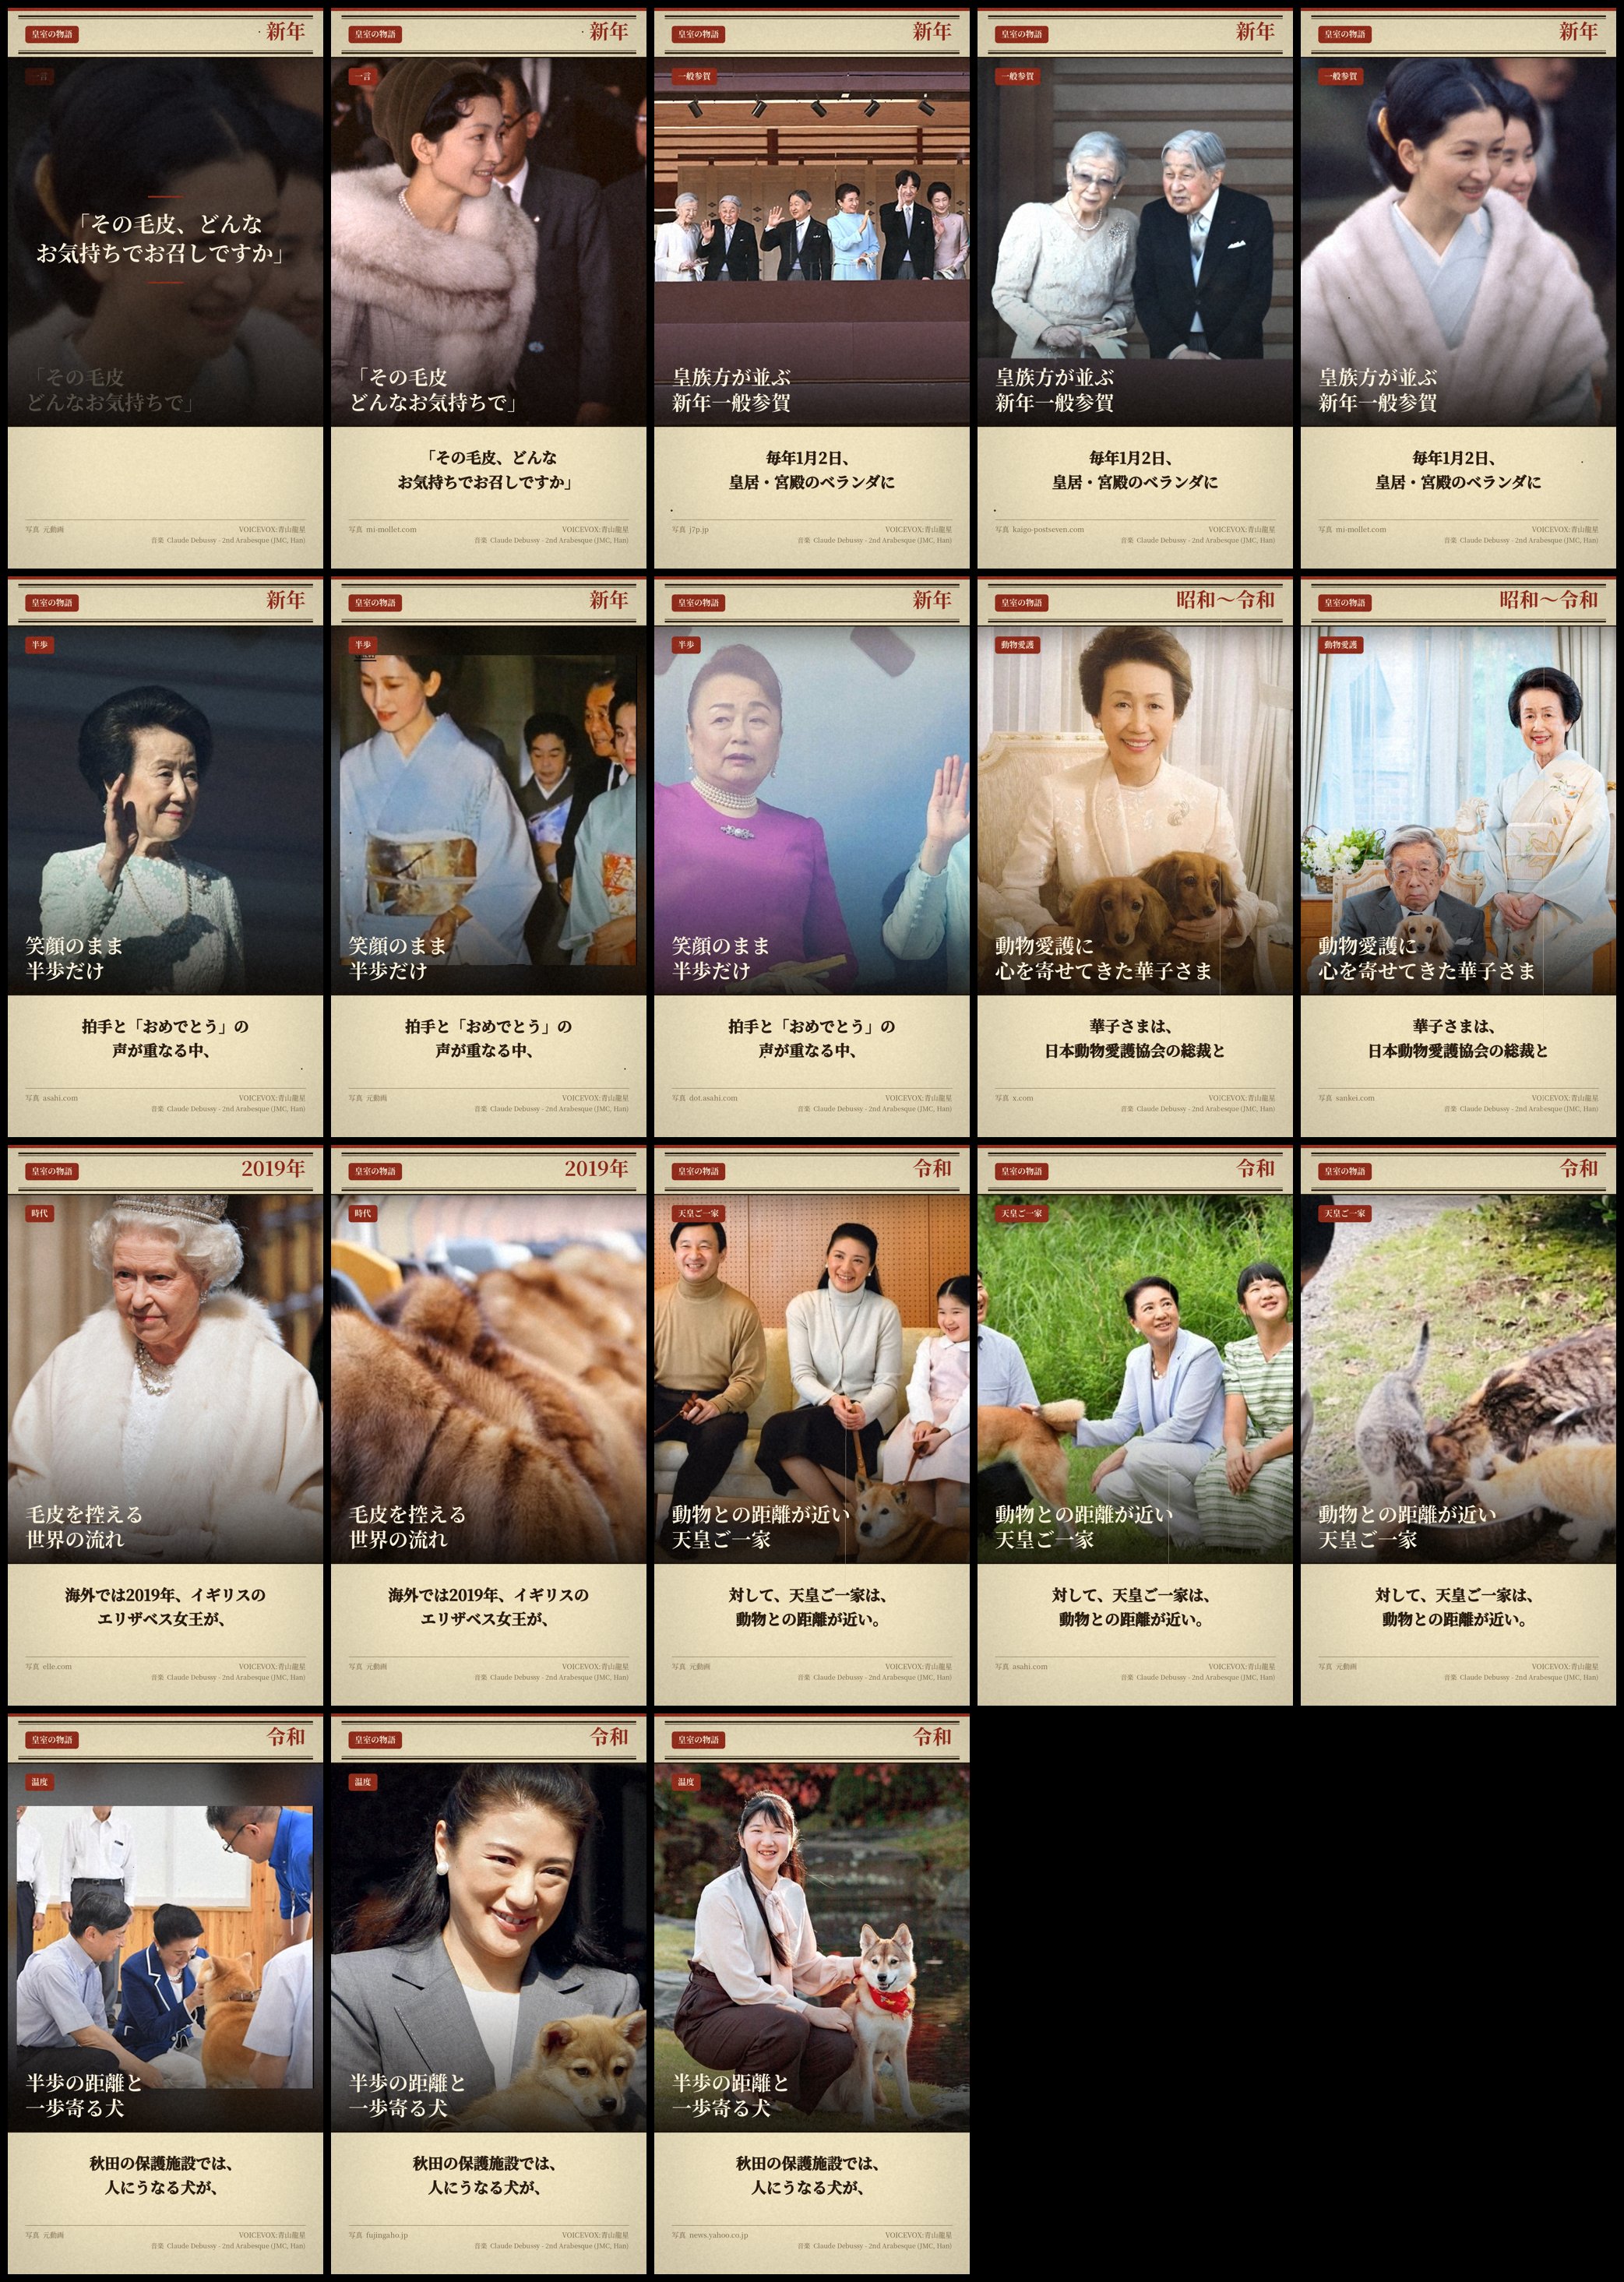 皇室の物語
新年
一言
「その毛皮、どんな
お気持ちでお召しですか」
「その毛皮
どんなお気持ちで」
写真 元動画
VOICEVOX:青山龍星
音楽 Claude Debussy - 2nd Arabesque (JMC, Han)
皇室の物語
新年
一言
「その毛皮
どんなお気持ちで」
「その毛皮、どんな
お気持ちでお召しですか」
写真 mi-mollet.com
VOICEVOX:青山龍星
音楽 Claude Debussy - 2nd Arabesque (JMC, Han)
皇室の物語
新年
一般参賀
皇族方が並ぶ
新年一般参賀
毎年1月2日、
皇居・宮殿のベランダに
写真 j7p.jp
VOICEVOX:青山龍星
音楽 Claude Debussy - 2nd Arabesque (JMC, Han)
皇室の物語
新年
一般参賀
皇族方が並ぶ
新年一般参賀
毎年1月2日、
皇居・宮殿のベランダに
写真 kaigo-postseven.com
VOICEVOX:青山龍星
音楽 Claude Debussy - 2nd Arabesque (JMC, Han)
皇室の物語
新年
一般参賀
皇族方が並ぶ
新年一般参賀
毎年1月2日、
皇居・宮殿のベランダに
写真 mi-mollet.com
VOICEVOX:青山龍星
音楽 Claude Debussy - 2nd Arabesque (JMC, Han)
皇室の物語
新年
半歩
笑顔のまま
半歩だけ
拍手と「おめでとう」の
声が重なる中、
写真 asahi.com
VOICEVOX:青山龍星
音楽 Claude Debussy - 2nd Arabesque (JMC, Han)
皇室の物語
新年
半歩
笑顔のまま
半歩だけ
拍手と「おめでとう」の
声が重なる中、
写真 元動画
VOICEVOX:青山龍星
音楽 Claude Debussy - 2nd Arabesque (JMC, Han)
皇室の物語
新年
半歩
笑顔のまま
半歩だけ
拍手と「おめでとう」の
声が重なる中、
写真 dot.asahi.com
VOICEVOX:青山龍星
音楽 Claude Debussy - 2nd Arabesque (JMC, Han)
皇室の物語
昭和～令和
動物愛護
動物愛護に
心を寄せてきた華子さま
華子さまは、
日本動物愛護協会の総裁と
写真 x.com
VOICEVOX:青山龍星
音楽 Claude Debussy - 2nd Arabesque (JMC, Han)
皇室の物語
昭和～令和
動物愛護
動物愛護に
心を寄せてきた華子さま
華子さまは、
日本動物愛護協会の総裁と
写真 sankei.com
VOICEVOX:青山龍星
音楽 Claude Debussy - 2nd Arabesque (JMC, Han)
皇室の物語
2019年
時代
毛皮を控える
世界の流れ
海外では2019年、イギリスの
エリザベス女王が、
写真 elle.com
VOICEVOX:青山龍星
音楽 Claude Debussy - 2nd Arabesque (JMC, Han)
皇室の物語
2019年
時代
毛皮を控える
世界の流れ
海外では2019年、イギリスの
エリザベス女王が、
写真 元動画
VOICEVOX:青山龍星
音楽 Claude Debussy - 2nd Arabesque (JMC, Han)
皇室の物語
令和
天皇ご一家
動物との距離が近い
天皇ご一家
対して、天皇ご一家は、
動物との距離が近い。
写真 元動画
VOICEVOX:青山龍星
音楽 Claude Debussy - 2nd Arabesque (JMC, Han)
皇室の物語
令和
天皇ご一家
動物との距離が近い
天皇ご一家
対して、天皇ご一家は、
動物との距離が近い。
写真 asahi.com
VOICEVOX:青山龍星
音楽 Claude Debussy - 2nd Arabesque (JMC, Han)
皇室の物語
令和
天皇ご一家
動物との距離が近い
天皇ご一家
対して、天皇ご一家は、
動物との距離が近い。
写真 元動画
VOICEVOX:青山龍星
音楽 Claude Debussy - 2nd Arabesque (JMC, Han)
皇室の物語
令和
温度
半歩の距離と
一歩寄る犬
秋田の保護施設では、
人にうなる犬が、
写真 元動画
VOICEVOX:青山龍星
音楽 Claude Debussy - 2nd Arabesque (JMC, Han)
皇室の物語
令和
温度
半歩の距離と
一歩寄る犬
秋田の保護施設では、
人にうなる犬が、
写真 fujingaho.jp
VOICEVOX:青山龍星
音楽 Claude Debussy - 2nd Arabesque (JMC, Han)
皇室の物語
令和
温度
半歩の距離と
一歩寄る犬
秋田の保護施設では、
人にうなる犬が、
写真 news.yahoo.co.jp
VOICEVOX:青山龍星
音楽 Claude Debussy - 2nd Arabesque (JMC, Han)